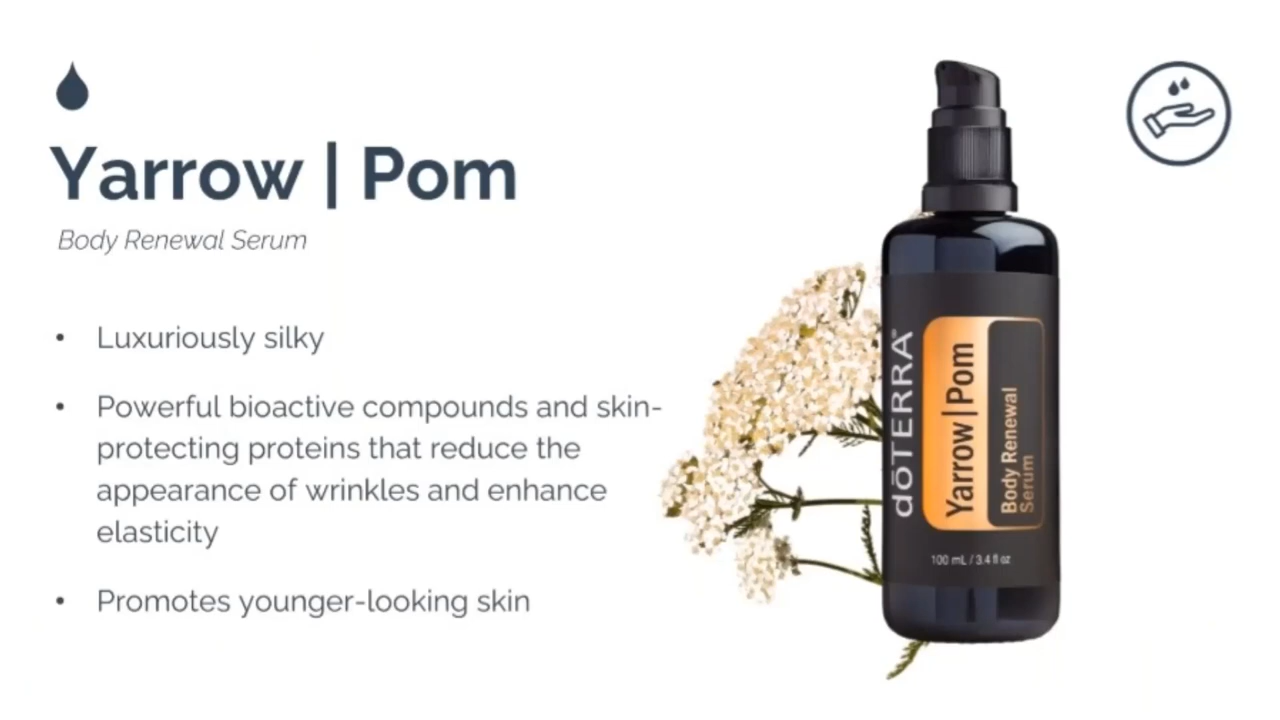 Yarrow | Pom
Body Renewal Serum
• Luxuriously silky
• Powerful bioactive compounds and skin-
protecting proteins that reduce the
appearance of wrinkles and enhance
elasticity
• Promotes younger-looking skin
dōTERRA®
Yarrow|Pom
Body Renewal
Serum
100 mL / 3.4 fl oz